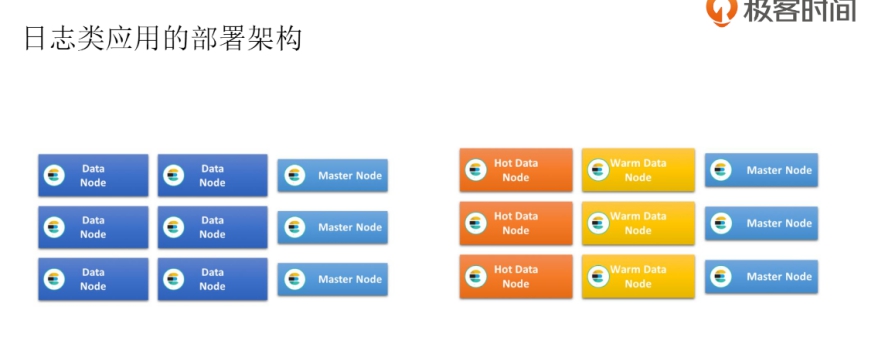 极客时间
日志类应用的部署架构
Data
Node
Data
Node
Master Node
Data
Node
Data
Node
Master Node
Data
Node
Data
Node
Master Node
Hot Data
Node
Warm Data
Node
Master Node
Hot Data
Node
Warm Data
Node
Master Node
Hot Data
Node
Warm Data
Node
Master Node